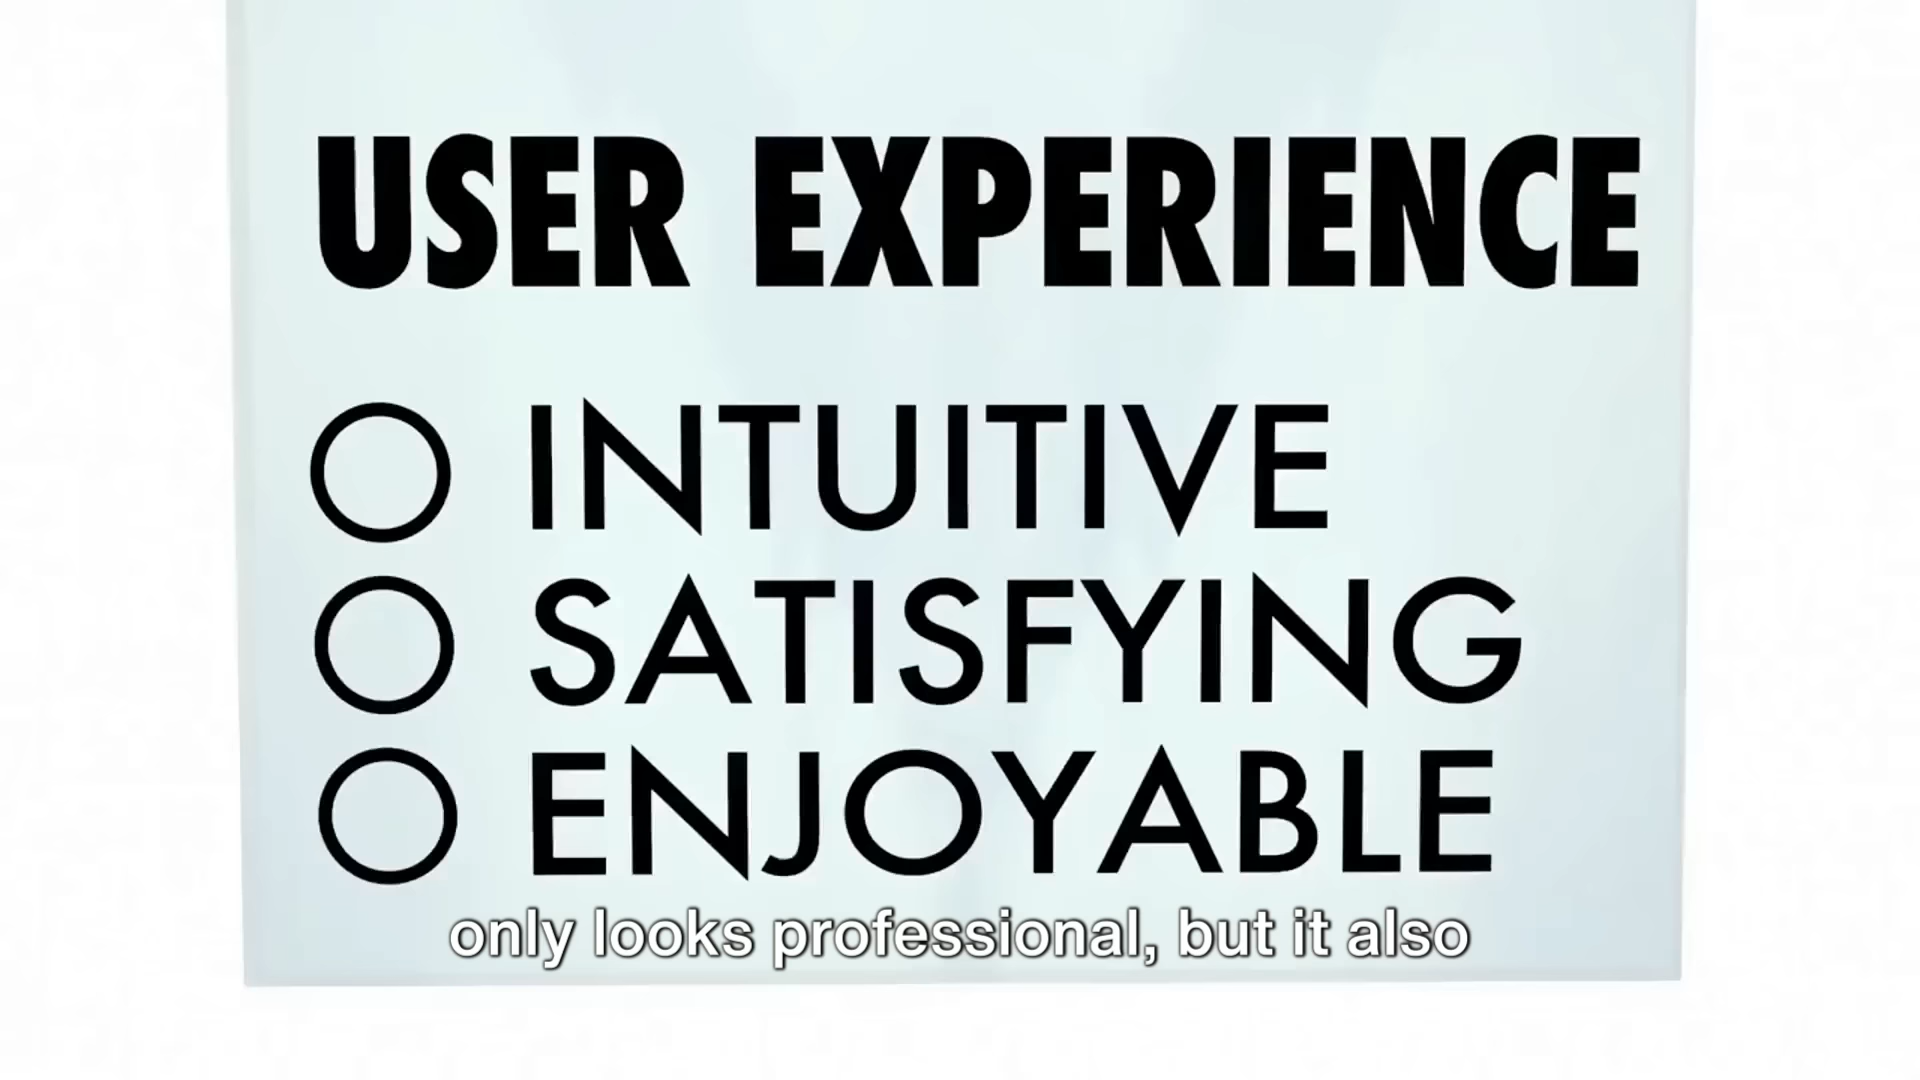 USER EXPERIENCE
INTUITIVE
SATISFYING
ENJOYABLE
only looks professional, but it also